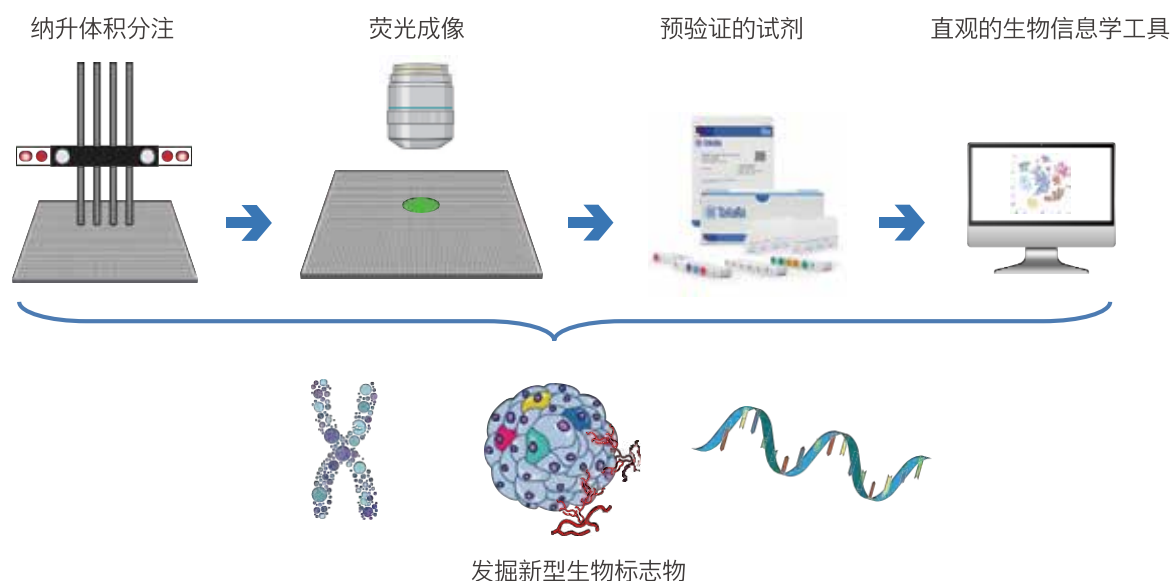 纳升体积分注
荧光成像
预验证的试剂
直观的生物信息学工具
TaKaRa
发掘新型生物标志物